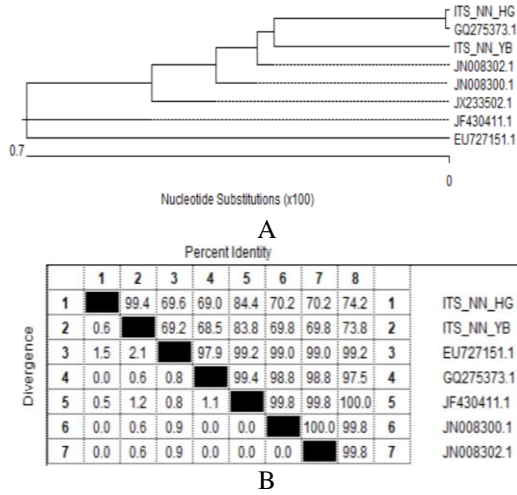 ITS_NN_HG
GQ275373.1
ITS_NN_YB
JN008302.1
JN008300.1
JX233502.1
JF430411.1
EU727151.1
0.7
0
Nucleotide Substitutions (x100)
A
Percent Identity
1 2 3 4 5 6 7 8
1 99.4 69.6 69.0 84.4 70.2 70.2 74.2 1 ITS_NN_HG
2 0.6 69.2 68.5 83.8 69.8 69.8 73.8 2 ITS_NN_YB
3 1.5 2.1 97.9 99.2 99.0 99.0 99.2 3 EU727151.1
4 0.0 0.6 0.8 99.4 98.8 98.8 97.5 4 GQ275373.1
5 0.5 1.2 0.8 1.1 99.8 99.8 100.0 5 JF430411.1
6 0.0 0.6 0.9 0.0 0.0 100.0 99.8 6 JN008300.1
7 0.0 0.6 0.9 0.0 0.0 0.0 99.8 7 JN008302.1
Divergence
B